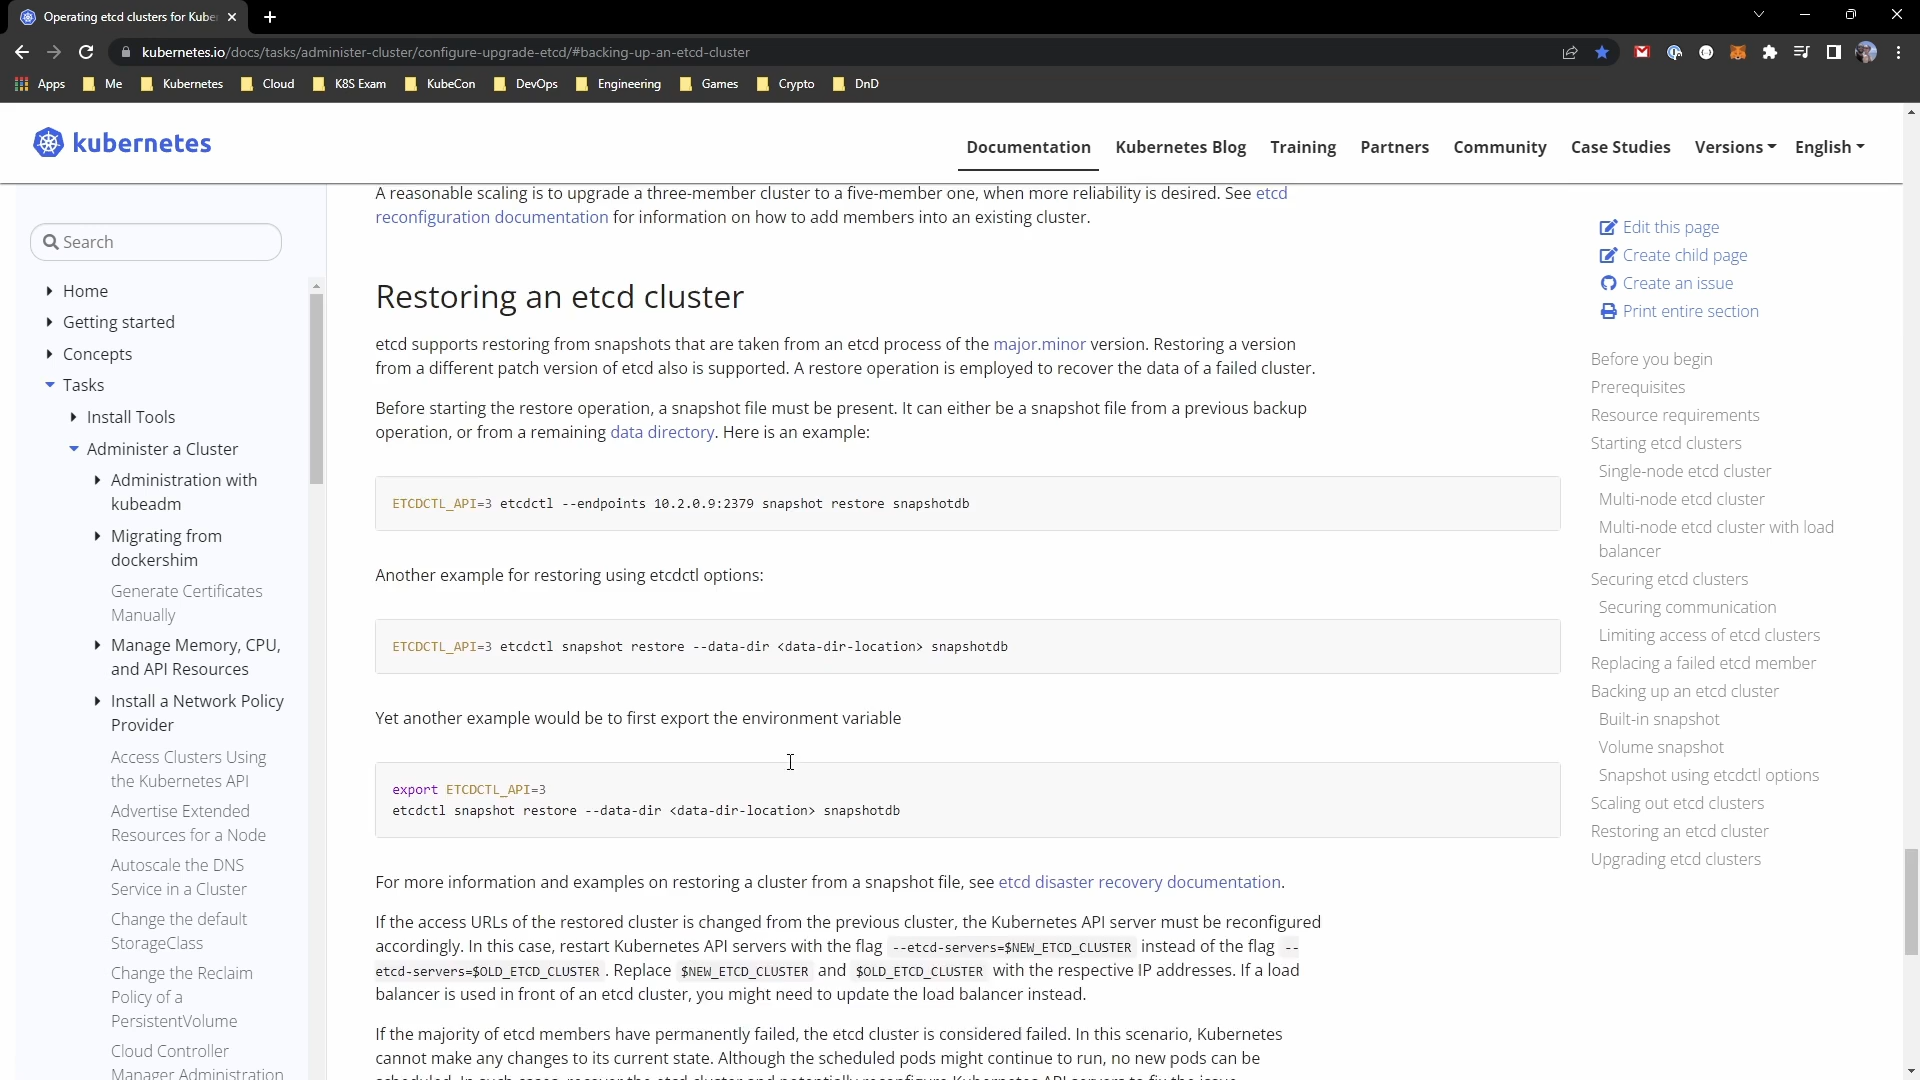 Operating etcd clusters for Kube
kubernetes.io/docs/tasks/administer-cluster/configure-upgrade-etcd/#backing-up-an-etcd-cluster
Apps Me Kubernetes Cloud K8S Exam KubeCon DevOps Engineering Games Crypto DnD
kubernetes
Documentation Kubernetes Blog Training Partners Community Case Studies Versions English
Search
Home
Getting started
Concepts
Tasks
Install Tools
Administer a Cluster
Administration with
kubeadm
Migrating from
dockershim
Generate Certificates
Manually
Manage Memory, CPU,
and API Resources
Install a Network Policy
Provider
Access Clusters Using
the Kubernetes API
Advertise Extended
Resources for a Node
Autoscale the DNS
Service in a Cluster
Change the default
StorageClass
Change the Reclaim
Policy of a
PersistentVolume
Cloud Controller
Manager Administration
A reasonable scaling is to upgrade a three-member cluster to a five-member one, when more reliability is desired. See etcd
reconfiguration documentation for information on how to add members into an existing cluster.
Restoring an etcd cluster
etcd supports restoring from snapshots that are taken from an etcd process of the major.minor version. Restoring a version
from a different patch version of etcd also is supported. A restore operation is employed to recover the data of a failed cluster.
Before starting the restore operation, a snapshot file must be present. It can either be a snapshot file from a previous backup
operation, or from a remaining data directory. Here is an example:
ETCDCTL_API=3 etcdctl --endpoints 10.2.0.9:2379 snapshot restore snapshotdb
Another example for restoring using etcdctl options:
ETCDCTL_API=3 etcdctl snapshot restore --data-dir <data-dir-location> snapshotdb
Yet another example would be to first export the environment variable
export ETCDCTL_API=3
etcdctl snapshot restore --data-dir <data-dir-location> snapshotdb
For more information and examples on restoring a cluster from a snapshot file, see etcd disaster recovery documentation.
If the access URLs of the restored cluster is changed from the previous cluster, the Kubernetes API server must be reconfigured
accordingly. In this case, restart Kubernetes API servers with the flag --etcd-servers=$NEW_ETCD_CLUSTER instead of the flag --
etcd-servers=$OLD_ETCD_CLUSTER . Replace $NEW_ETCD_CLUSTER and $OLD_ETCD_CLUSTER with the respective IP addresses. If a load
balancer is used in front of an etcd cluster, you might need to update the load balancer instead.
If the majority of etcd members have permanently failed, the etcd cluster is considered failed. In this scenario, Kubernetes
cannot make any changes to its current state. Although the scheduled pods might continue to run, no new pods can be
scheduled. In such cases, recover the etcd cluster and potentially reconfigure Kubernetes API servers to fix the issue.
Edit this page
Create child page
Create an issue
Print entire section
Before you begin
Prerequisites
Resource requirements
Starting etcd clusters
Single-node etcd cluster
Multi-node etcd cluster
Multi-node etcd cluster with load
balancer
Securing etcd clusters
Securing communication
Limiting access of etcd clusters
Replacing a failed etcd member
Backing up an etcd cluster
Built-in snapshot
Volume snapshot
Snapshot using etcdctl options
Scaling out etcd clusters
Restoring an etcd cluster
Upgrading etcd clusters